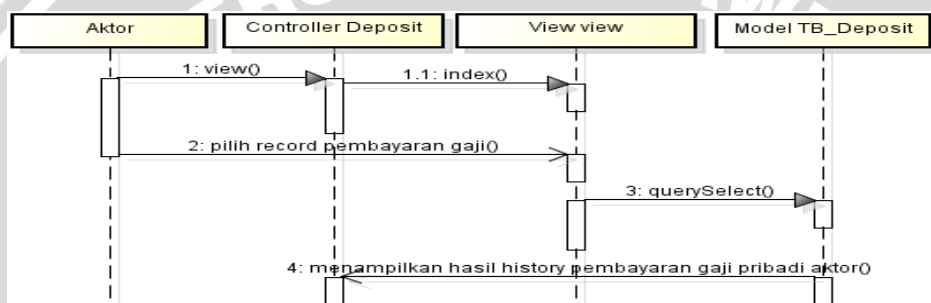 Aktor
Controller Deposit
View view
Model TB_Deposit
1: view()
1.1: index()
2: pilih record pembayaran gaji()
3: querySelect()
4: menampilkan hasil history pembayaran gaji pribadi aktor()